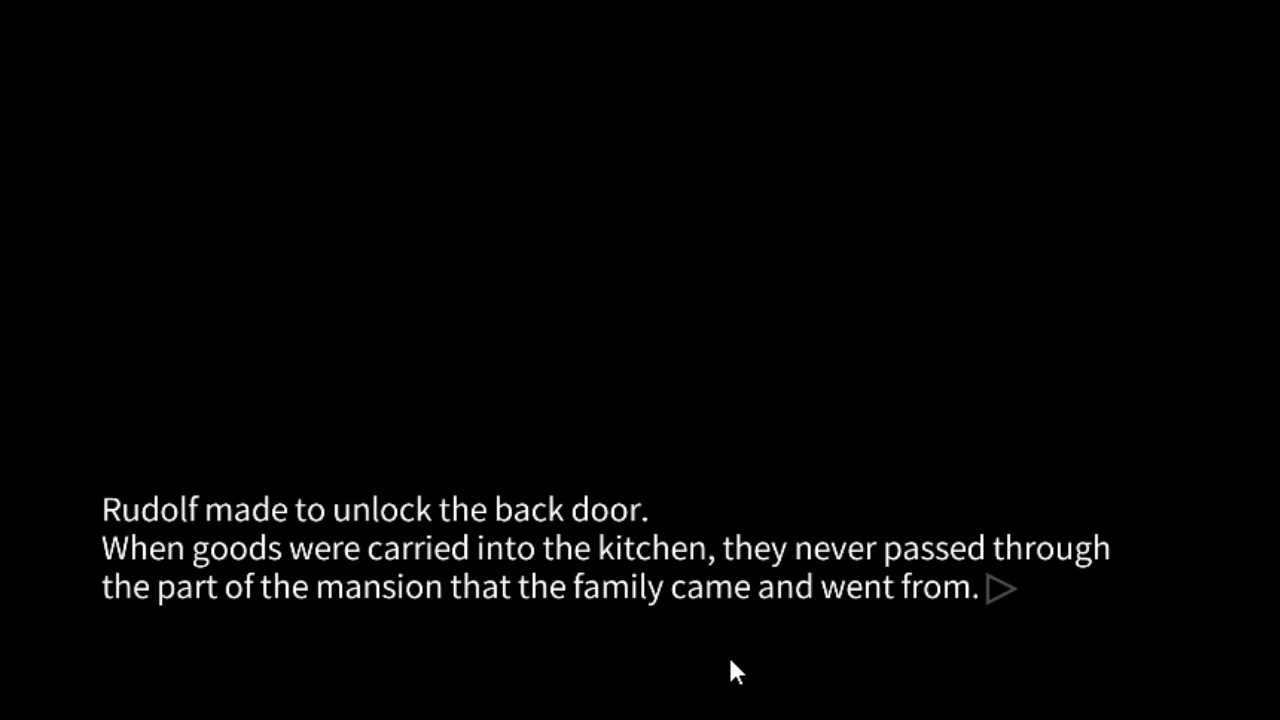 Rudolf made to unlock the back door.
When goods were carried into the kitchen, they never passed through
the part of the mansion that the family came and went from.